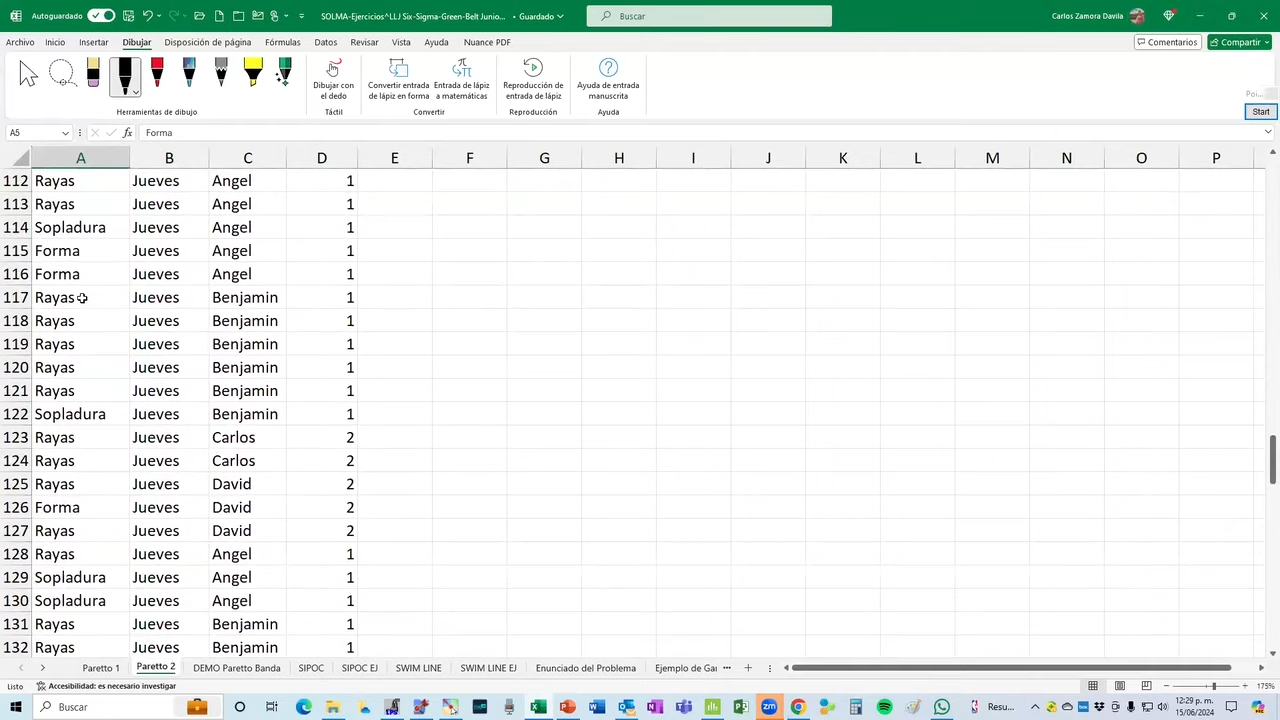 Autoguardado SOLMA-Ejercicios^LLJ Six-Sigma-Green-Belt Junio... • Guardado Buscar Carlos Zamora Davila
Archivo Inicio Insertar Dibujar Disposición de página Fórmulas Datos Revisar Vista Ayuda Nuance PDF Comentarios Compartir
Dibujar con el dedo Convertir entrada de lápiz en forma Entrada de lápiz a matemáticas Reproducción de entrada de lápiz Ayuda de entrada manuscrita
Herramientas de dibujo Táctil Convertir Reproducción Ayuda Start
A5 fx Forma
A B C D E F G H I J K L M N O P
112 Rayas Jueves Angel 1
113 Rayas Jueves Angel 1
114 Sopladura Jueves Angel 1
115 Forma Jueves Angel 1
116 Forma Jueves Angel 1
117 Rayas Jueves Benjamin 1
118 Rayas Jueves Benjamin 1
119 Rayas Jueves Benjamin 1
120 Rayas Jueves Benjamin 1
121 Rayas Jueves Benjamin 1
122 Sopladura Jueves Benjamin 1
123 Rayas Jueves Carlos 2
124 Rayas Jueves Carlos 2
125 Rayas Jueves David 2
126 Forma Jueves David 2
127 Rayas Jueves David 2
128 Rayas Jueves Angel 1
129 Sopladura Jueves Angel 1
130 Sopladura Jueves Angel 1
131 Rayas Jueves Benjamin 1
132 Rayas Jueves Benjamin 1
Paretto 1 Paretto 2 DEMO Paretto Banda SIPOC SIPOC EJ SWIM LINE SWIM LINE EJ Enunciado del Problema Ejemplo de Gar ...
Listo Accesibilidad: es necesario investigar 175%
Buscar Resu... 12:29 p. m.
15/06/2024